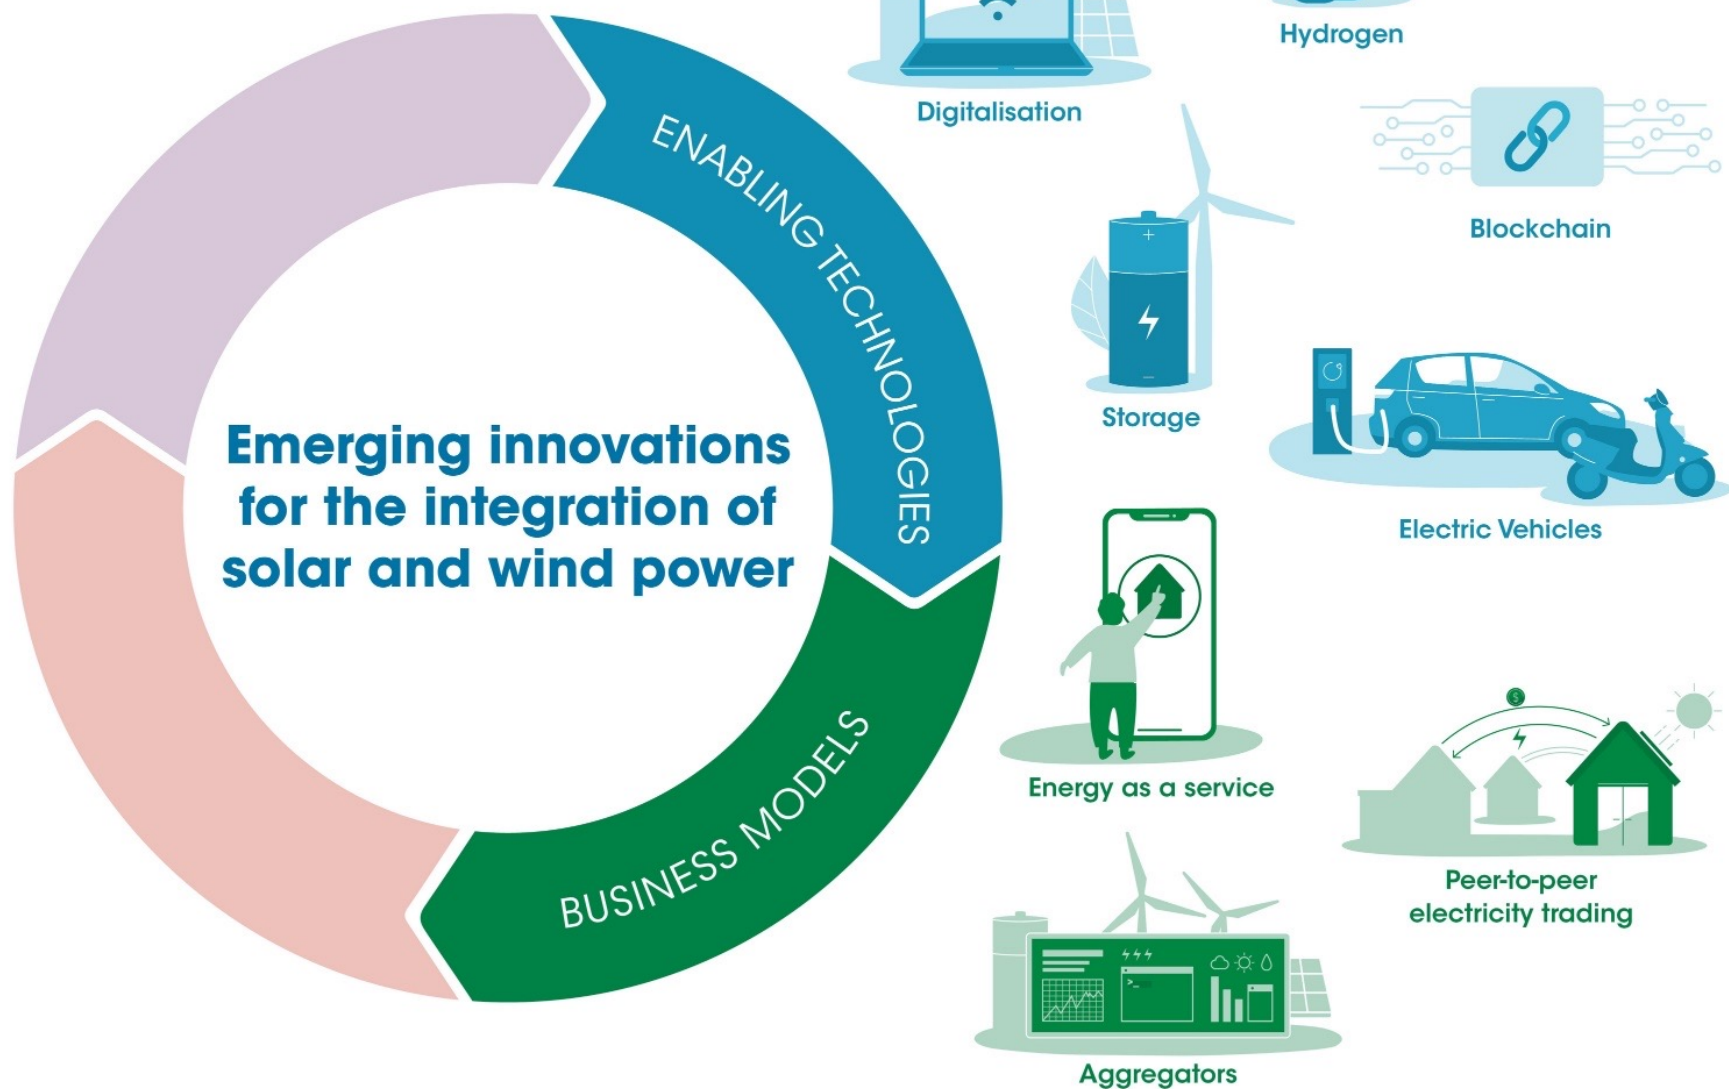 Hydrogen
Digitalisation
Blockchain
ENABLING TECHNOLOGIES
Storage
Emerging innovations
for the integration of
solar and wind power
Electric Vehicles
Energy as a service
BUSINESS MODELS
Peer-to-peer
electricity trading
Aggregators